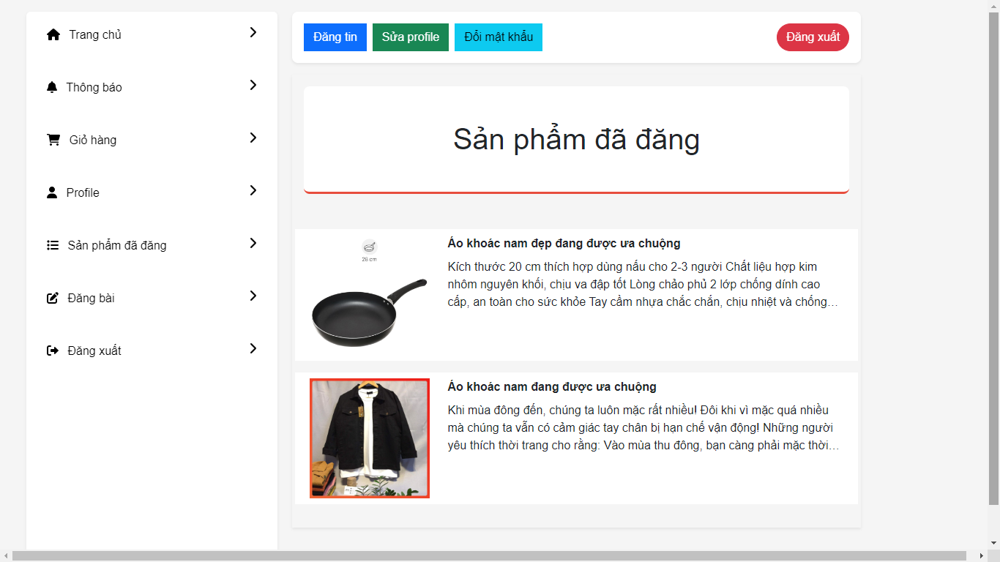 Trang chủ
Thông báo
Giỏ hàng
Profile
Sản phẩm đã đăng
Đăng bài
Đăng xuất
Đăng tin
Sửa profile
Đổi mật khẩu
Đăng xuất
Sản phẩm đã đăng
28 cm
Áo khoác nam đẹp đang được ưa chuộng
Kích thước 20 cm thích hợp dùng nấu cho 2-3 người Chất liệu hợp kim
nhôm nguyên khối, chịu va đập tốt Lòng chảo phủ 2 lớp chống dính cao
cấp, an toàn cho sức khỏe Tay cầm nhựa chắc chắn, chịu nhiệt và chống...
Áo khoác nam đang được ưa chuộng
Khi mùa đông đến, chúng ta luôn mặc rất nhiều! Đôi khi vì mặc quá nhiều
mà chúng ta vẫn có cảm giác tay chân bị hạn chế vận động! Những người
yêu thích thời trang cho rằng: Vào mùa thu đông, bạn càng phải mặc thời...